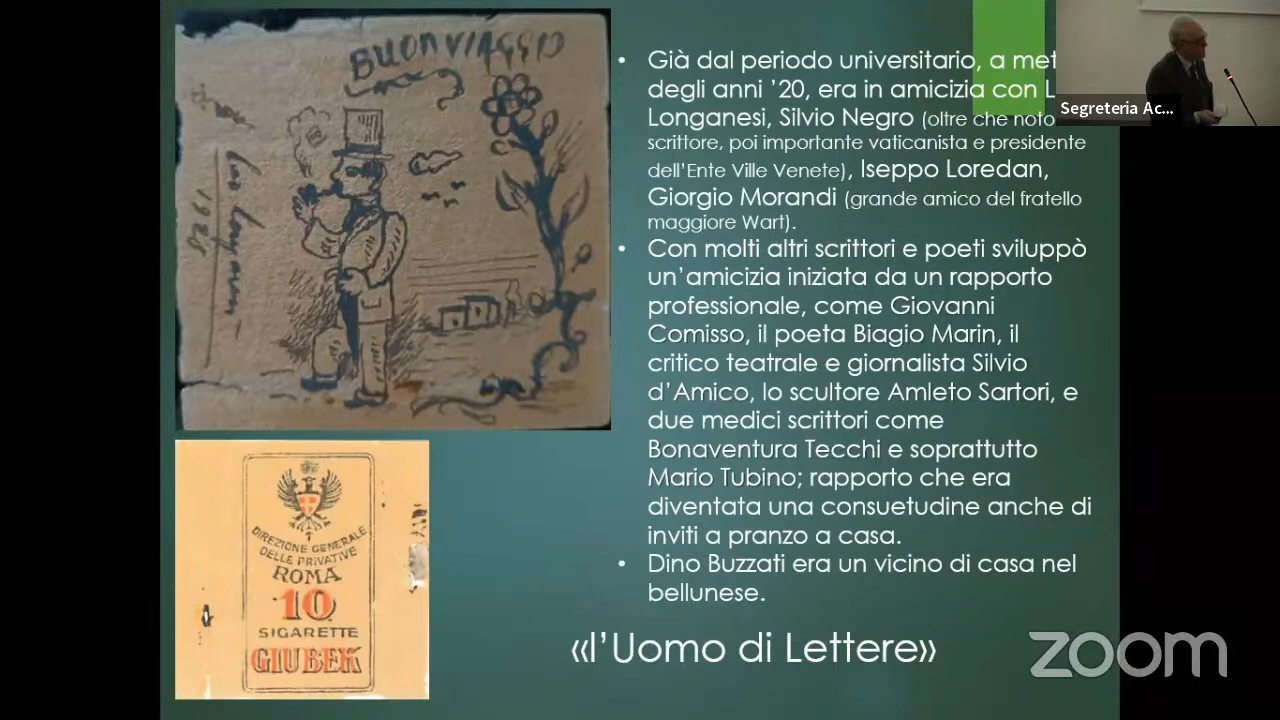 BUON VIAGGIO
1925
Già dal periodo universitario, a met
degli anni ’20, era in amicizia con L
Longanesi, Silvio Negro (oltre che noto
scrittore, poi importante vaticanista e presidente
dell’Ente Ville Venete), Iseppo Loredan,
Giorgio Morandi (grande amico del fratello
maggiore Wart).
Con molti altri scrittori e poeti sviluppò
un’amicizia iniziata da un rapporto
professionale, come Giovanni
Comisso, il poeta Biagio Marin, il
critico teatrale e giornalista Silvio
d’Amico, lo scultore Amleto Sartori, e
due medici scrittori come
Bonaventura Tecchi e soprattutto
Mario Tubino; rapporto che era
diventata una consuetudine anche di
inviti a pranzo a casa.
Dino Buzzati era un vicino di casa nel
bellunese.
«l’Uomo di Lettere»
DIREZIONE GENERALE
DELLE PRIVATIVE
ROMA
10
SIGARETTE
GIUBEK
Segreteria Ac...
zoom